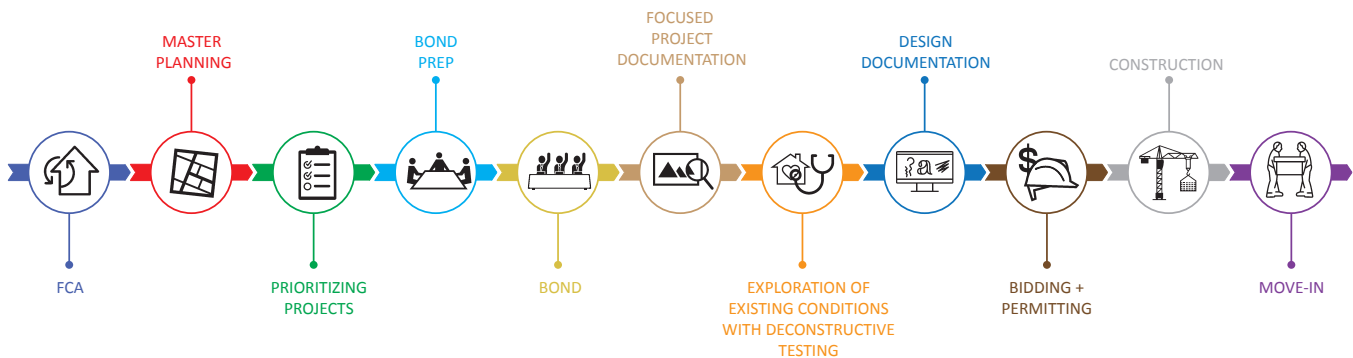 FCA
MASTER
PLANNING
PRIORITIZING
PROJECTS
BOND
PREP
BOND
FOCUSED
PROJECT
DOCUMENTATION
EXPLORATION OF
EXISTING CONDITIONS
WITH DECONSTRUCTIVE
TESTING
DESIGN
DOCUMENTATION
BIDDING +
PERMITTING
CONSTRUCTION
MOVE-IN
$
a